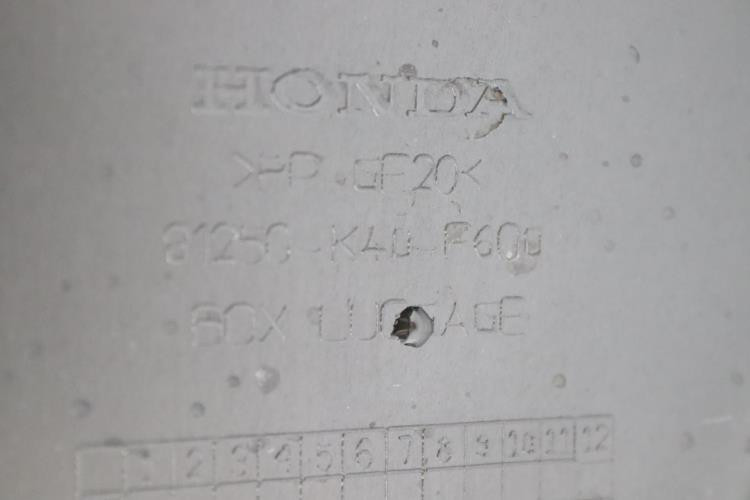 HONDA
>PP GF20<
81250-K40-F600
BOX LUGGAGE
1 2 3 4 5 6 7 8 9 10 11 12